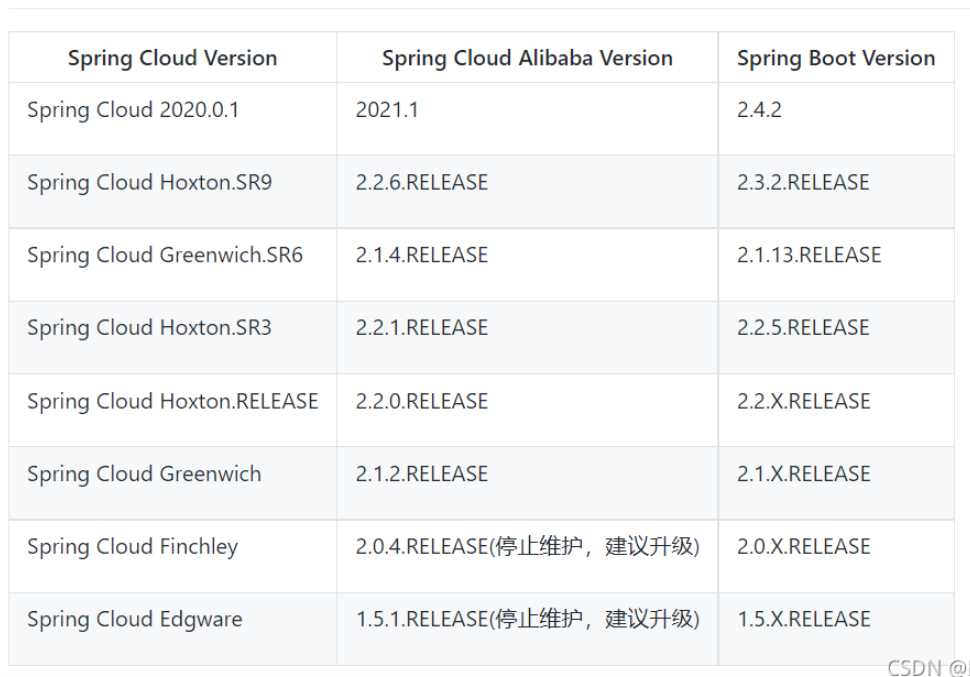 Spring Cloud Version Spring Cloud Alibaba Version Spring Boot Version
Spring Cloud 2020.0.1 2021.1 2.4.2
Spring Cloud Hoxton.SR9 2.2.6.RELEASE 2.3.2.RELEASE
Spring Cloud Greenwich.SR6 2.1.4.RELEASE 2.1.13.RELEASE
Spring Cloud Hoxton.SR3 2.2.1.RELEASE 2.2.5.RELEASE
Spring Cloud Hoxton.RELEASE 2.2.0.RELEASE 2.2.X.RELEASE
Spring Cloud Greenwich 2.1.2.RELEASE 2.1.X.RELEASE
Spring Cloud Finchley 2.0.4.RELEASE(停止维护，建议升级) 2.0.X.RELEASE
Spring Cloud Edgware 1.5.1.RELEASE(停止维护，建议升级) 1.5.X.RELEASE
CSDN @